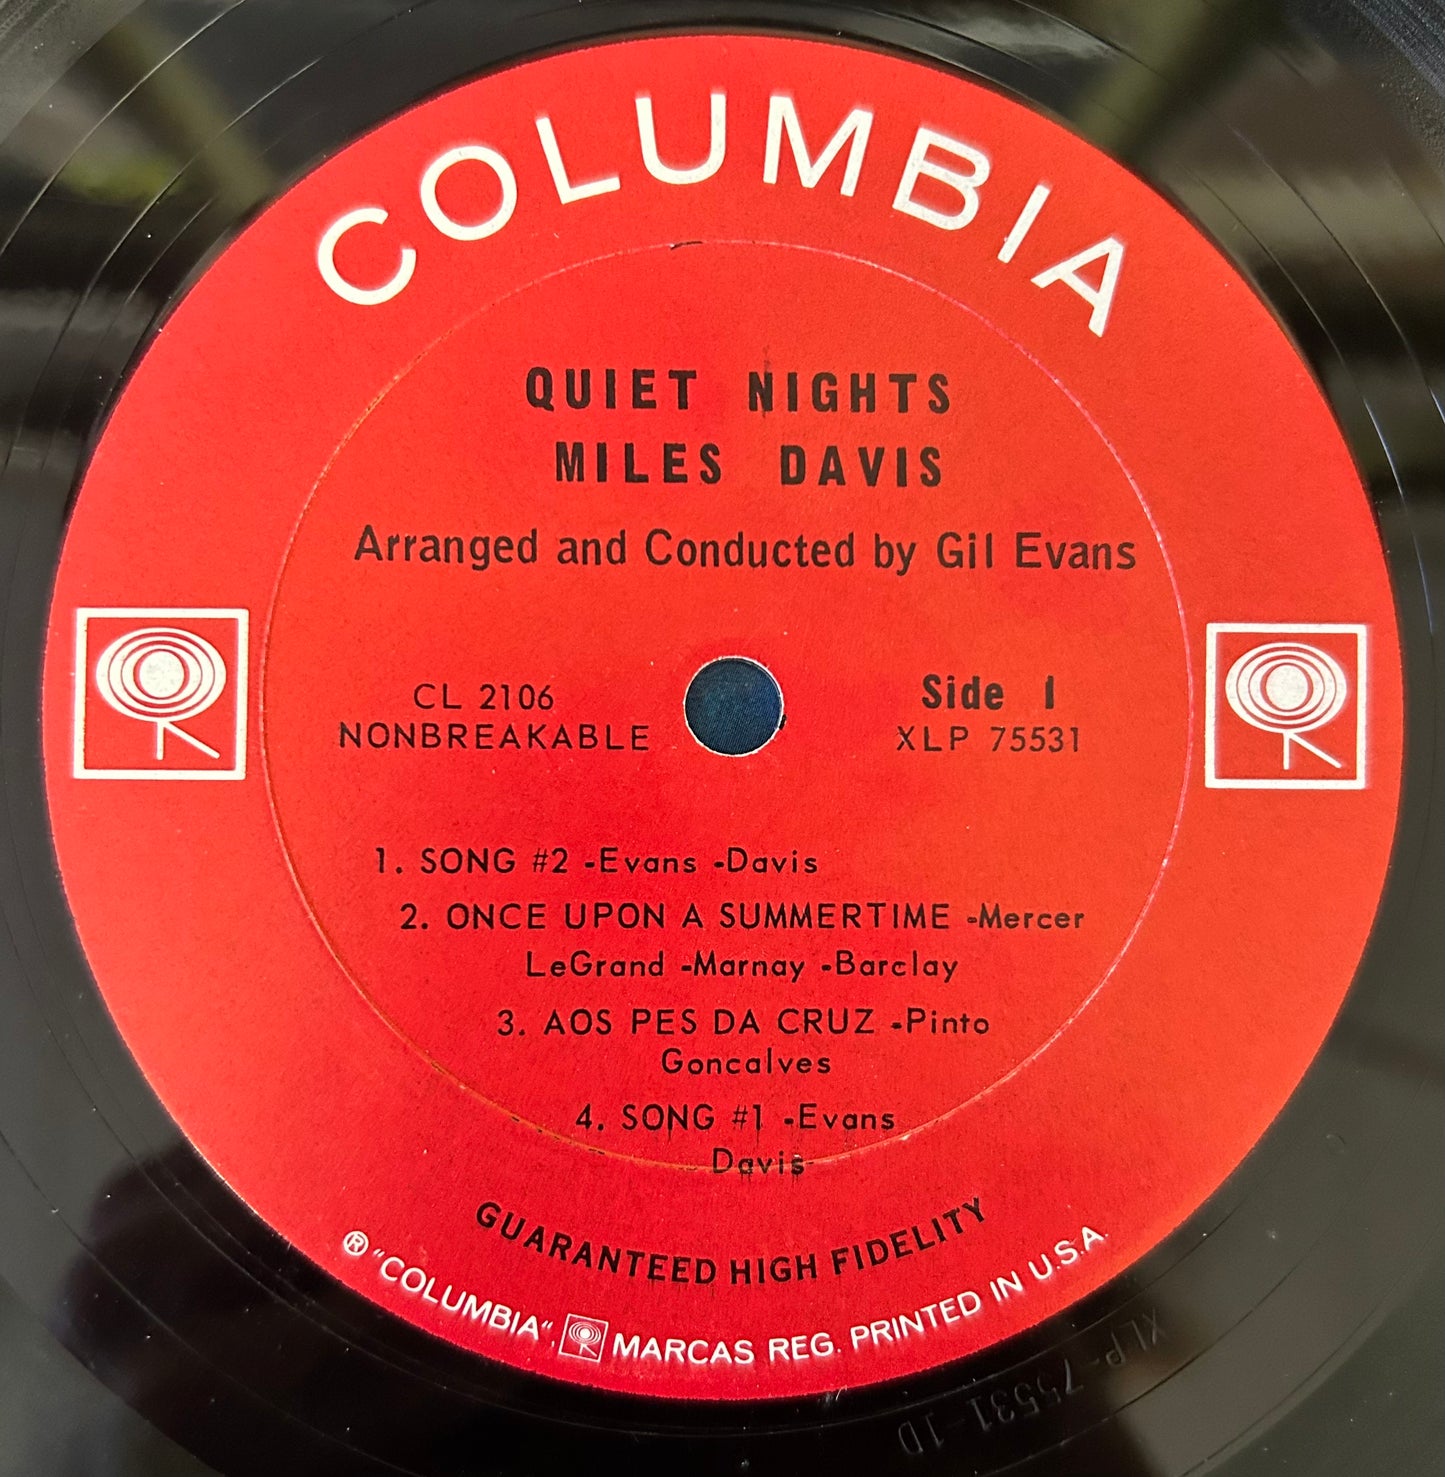 COLUMBIA
QUIET NIGHTS
MILES DAVIS
Arranged and Conducted by Gil Evans
CL 2106
NONBREAKABLE
Side 1
XLP 75531
1. SONG #2 -Evans -Davis
2. ONCE UPON A SUMMERTIME -Mercer
LeGrand -Marnay -Barclay
3. AOS PES DA CRUZ -Pinto
Goncalves
4. SONG #1 -Evans
Davis
GUARANTEED HIGH FIDELITY
® "COLUMBIA", MARCAS REG. PRINTED IN U.S.A.
XLP-75531-1D